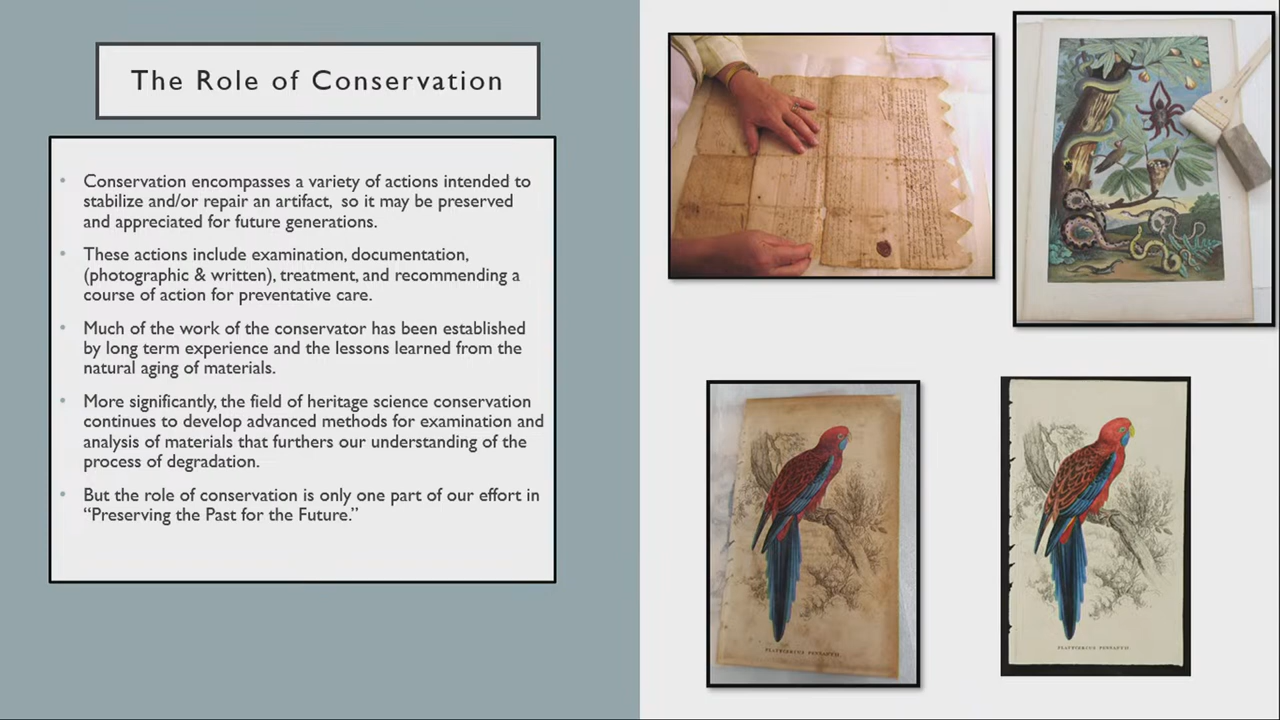 The Role of Conservation
• Conservation encompasses a variety of actions intended to
stabilize and/or repair an artifact, so it may be preserved
and appreciated for future generations.
• These actions include examination, documentation,
(photographic & written), treatment, and recommending a
course of action for preventative care.
• Much of the work of the conservator has been established
by long term experience and the lessons learned from the
natural aging of materials.
• More significantly, the field of heritage science conservation
continues to develop advanced methods for examination and
analysis of materials that furthers our understanding of the
process of degradation.
• But the role of conservation is only one part of our effort in
“Preserving the Past for the Future.”